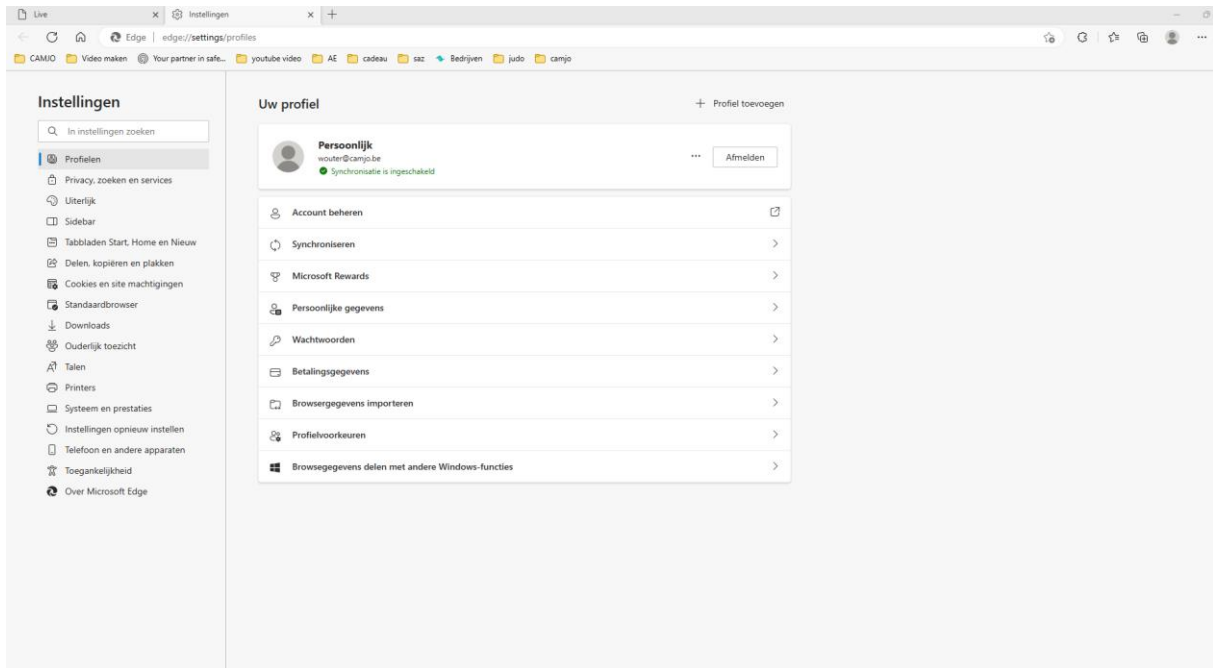 Live
Instellingen
Edge | edge://settings/profiles
CAMJO Video maken Your partner in safe... youtube video AE cadeau saz Bedrijven judo camjo
Instellingen
In instellingen zoeken
Profielen
Privacy, zoeken en services
Uiterlijk
Sidebar
Tabbladen Start, Home en Nieuw
Delen, kopiëren en plakken
Cookies en site machtigingen
Standaardbrowser
Downloads
Ouderlijk toezicht
Talen
Printers
Systeem en prestaties
Instellingen opnieuw instellen
Telefoon en andere apparaten
Toegankelijkheid
Over Microsoft Edge
Uw profiel
Profiel toevoegen
Persoonlijk
wouter@camjo.be
Synchronisatie is ingeschakeld
Afmelden
Account beheren
Synchroniseren
Microsoft Rewards
Persoonlijke gegevens
Wachtwoorden
Betalingsgegevens
Browsergegevens importeren
Profielvoorkeuren
Browsegegevens delen met andere Windows-functies